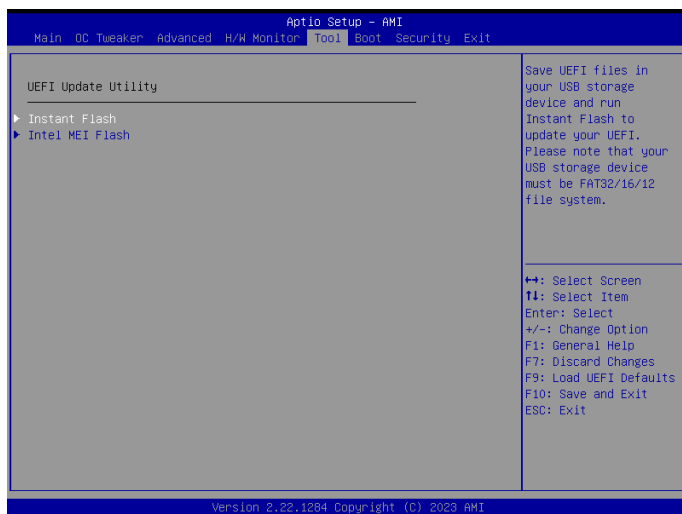 Aptio Setup - AMI
Main OC Tweaker Advanced H/W Monitor Tool Boot Security Exit
UEFI Update Utility
Instant Flash
Intel MEI Flash
Save UEFI files in
your USB storage
device and run
Instant Flash to
update your UEFI.
Please note that your
USB storage device
must be FAT32/16/12
file system.
↔: Select Screen
↑↓: Select Item
Enter: Select
+/-: Change Option
F1: General Help
F7: Discard Changes
F9: Load UEFI Defaults
F10: Save and Exit
ESC: Exit
Version 2.22.1284 Copyright (C) 2023 AMI